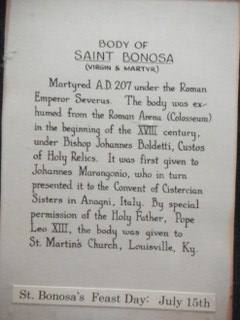 BODY OF
SAINT BONOSA
(VIRGIN & MARTYR)
Martyred A.D. 207 under the Roman
Emperor Severus. The body was ex-
humed from the Roman Arena (Colosseum)
in the beginning of the XVIII century,
under Bishop Johannes Boldetti, Custos
of Holy Relics. It was first given to
Johannes Marangonio, who in turn
presented it to the Convent of Cistercian
Sisters in Anagni, Italy. By special
permission of the Holy Father, Pope
Leo XIII, the body was given to
St. Martin's Church, Louisville, Ky.
St. Bonosa's Feast Day: July 15th